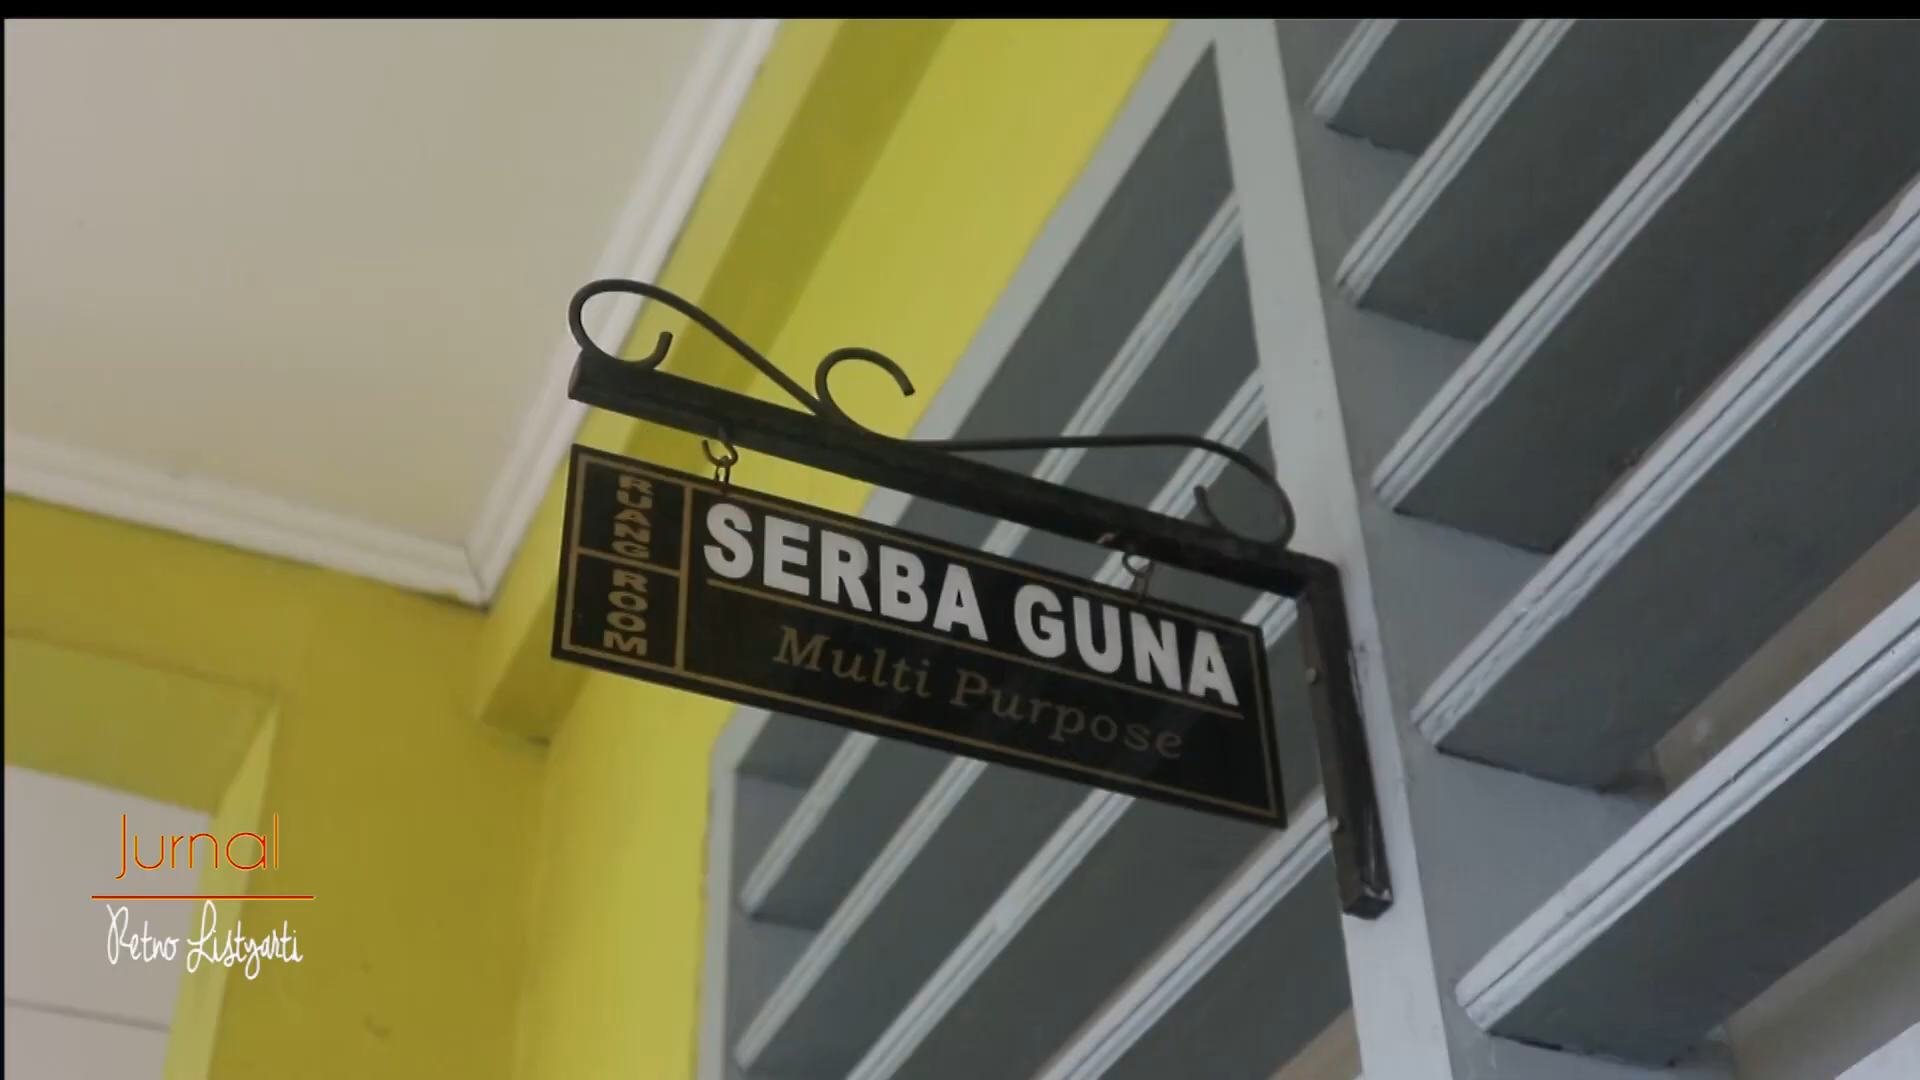 RUANG
ROOM
SERBA GUNA
Multi Purpose
Jurnal
Retno Listyarti